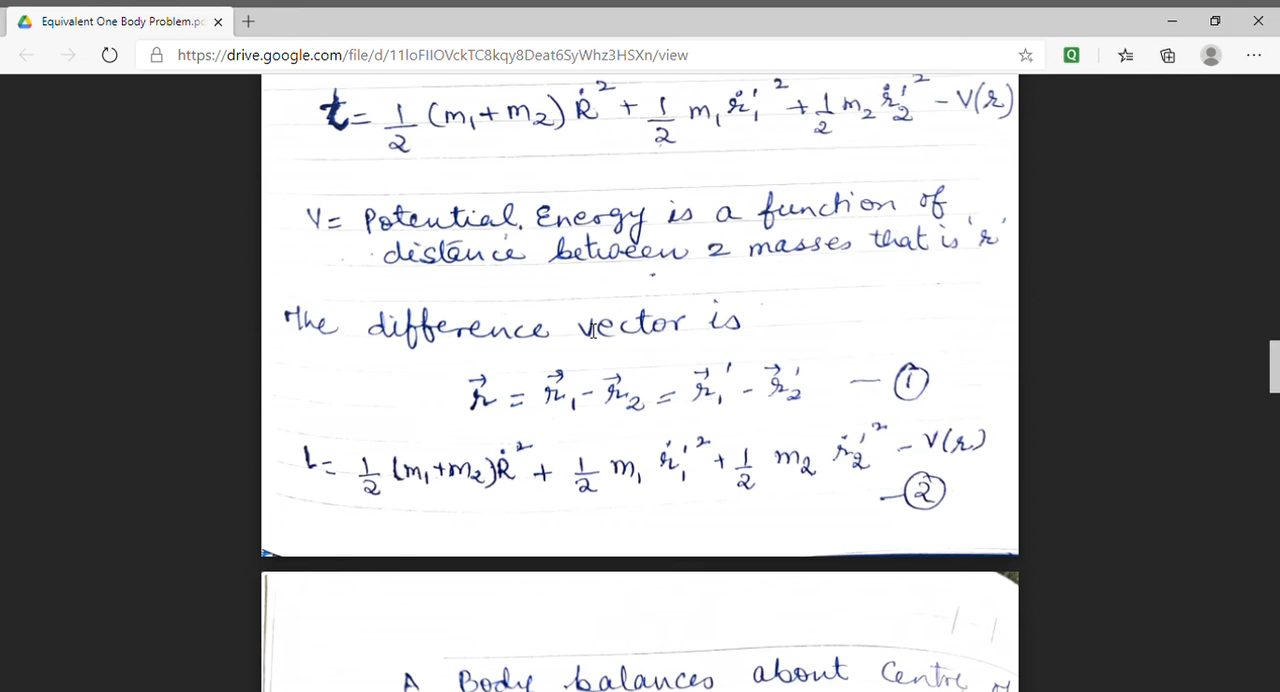 Equivalent One Body Problem.pd
https://drive.google.com/file/d/11loFIIOVckTC8kqy8Deat6SyWhz3HSXn/view
L= 1/2 (m₁+m₂) Ṙ² + 1/2 m₁ ṙ₁'² + 1/2 m₂ ṙ₂'² - V(r)
V= Potential. Energy is a function of
distance between 2 masses that is 'r'
The difference vector is
r⃗ = r⃗₁ - r⃗₂ = r⃗₁' - r⃗₂' — ①
L= 1/2 (m₁+m₂)Ṙ² + 1/2 m₁ ṙ₁'² + 1/2 m₂ ṙ₂'² - V(r)
—②
A Body balances about Centre